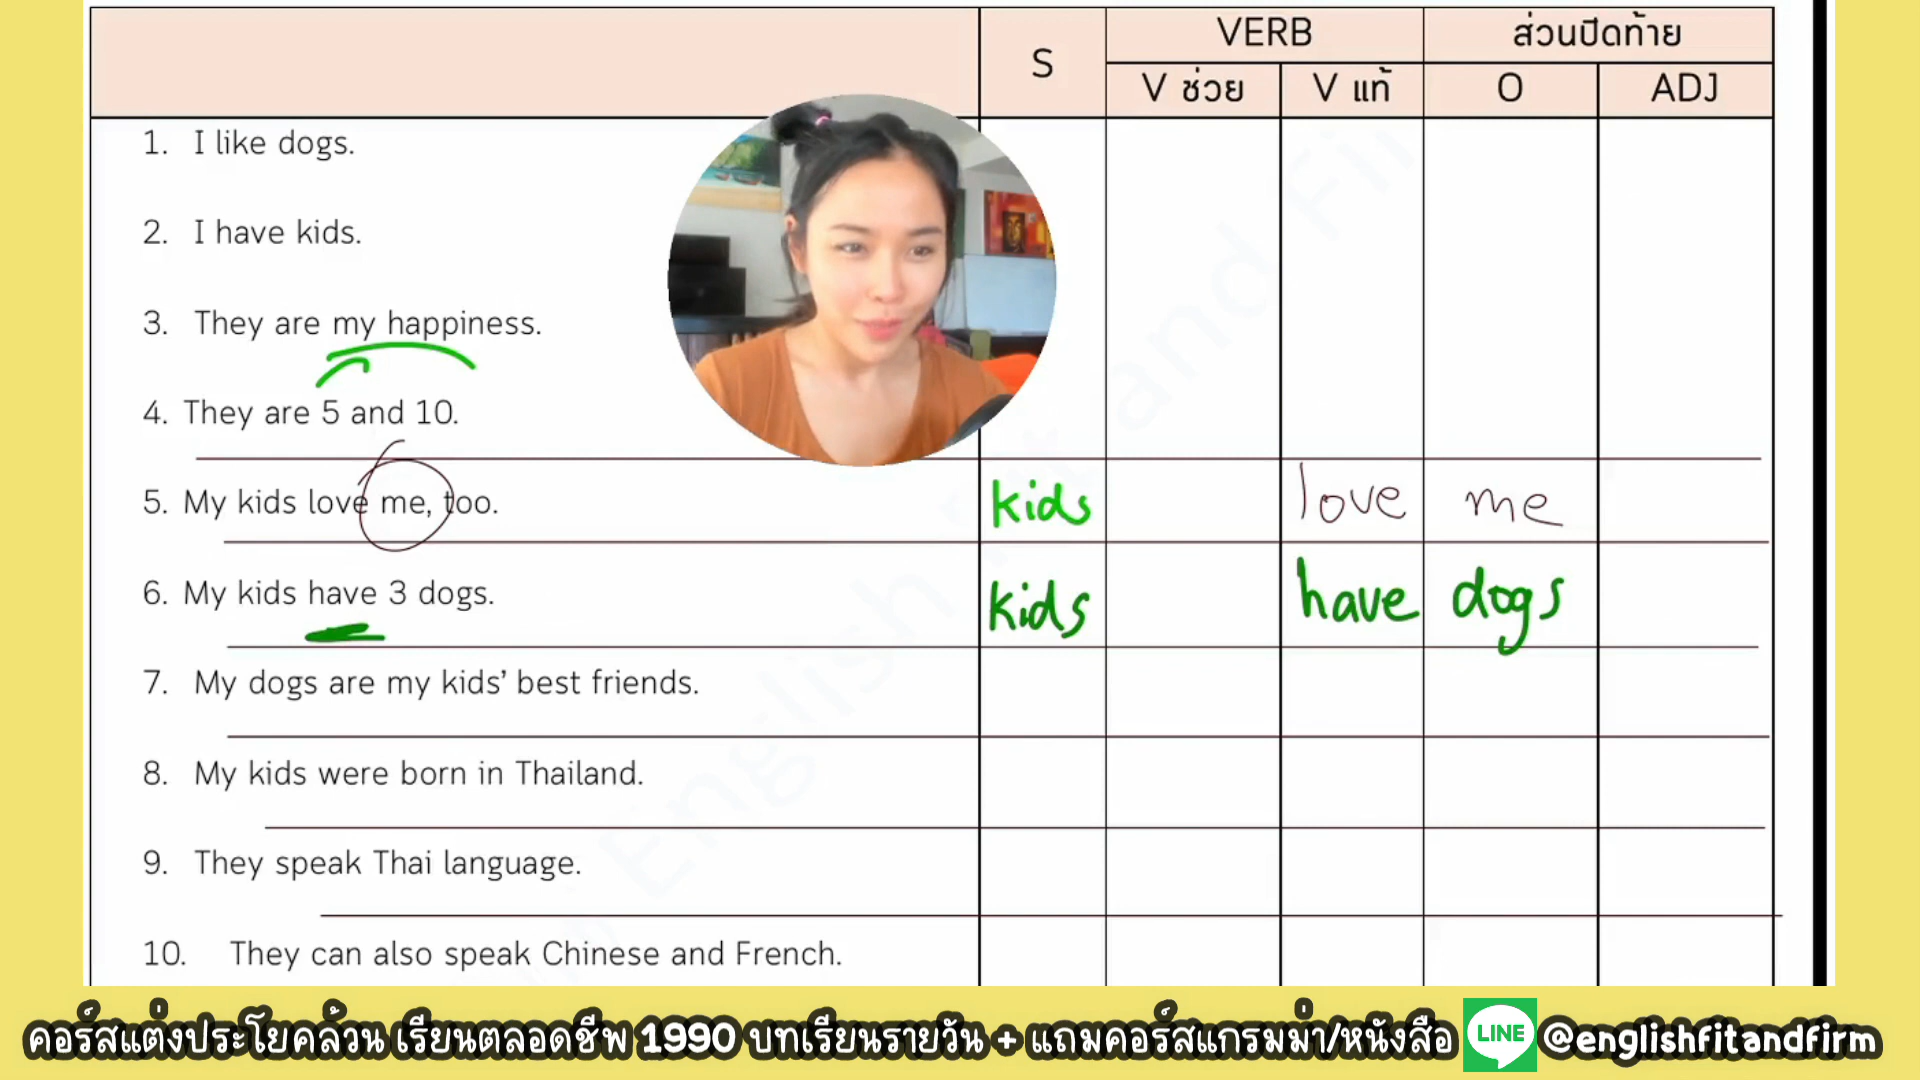 S VERB ส่วนปิดท้าย
V ช่วย V แท้ O ADJ
1. I like dogs.
2. I have kids.
3. They are my happiness.
4. They are 5 and 10.
5. My kids love me, too. kids love me
6. My kids have 3 dogs. kids have dogs
7. My dogs are my kids' best friends.
8. My kids were born in Thailand.
9. They speak Thai language.
10. They can also speak Chinese and French.
English Fit and Firm
คอร์สแต่งประโยคล้วน เรียนตลอดชีพ 1990 บทเรียนรายวัน + แถมคอร์สแกรมม่า/หนังสือ LINE @englishfitandfirm